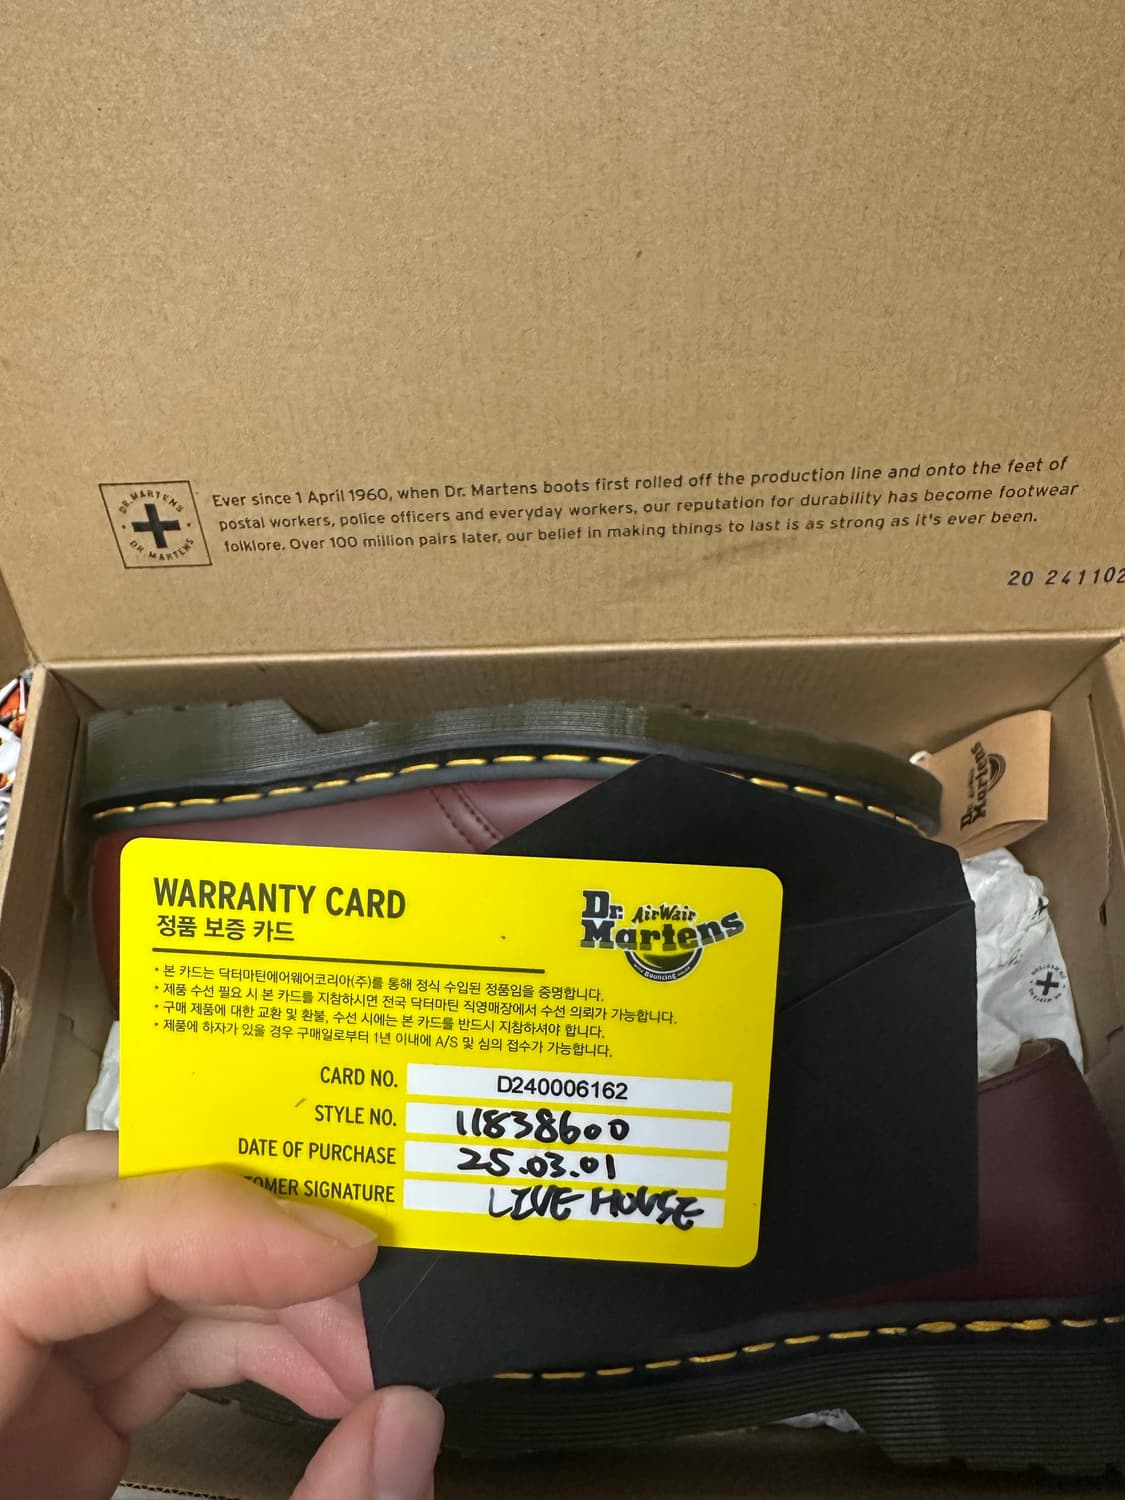 DR. MARTENS
DR. MARTENS
Ever since 1 April 1960, when Dr. Martens boots first rolled off the production line and onto the feet of
postal workers, police officers and everyday workers, our reputation for durability has become footwear
folklore. Over 100 million pairs later, our belief in making things to last is as strong as it's ever been.
20 241102
Dr. Martens
WARRANTY CARD
정품 보증 카드
Dr. AirWair
Martens
BOUNCING
* 본 카드는 닥터마틴에어웨어코리아(주)를 통해 정식 수입된 정품임을 증명합니다.
* 제품 수선 필요 시 본 카드를 지참하시면 전국 닥터마틴 직영매장에서 수선 의뢰가 가능합니다.
* 구매 제품에 대한 교환 및 환불, 수선 시에는 본 카드를 반드시 지참하셔야 합니다.
* 제품에 하자가 있을 경우 구매일로부터 1년 이내에 A/S 및 심의 접수가 가능합니다.
CARD NO. D240006162
STYLE NO. 11838600
DATE OF PURCHASE 25.03.01
TOMER SIGNATURE LIVE HOUSE